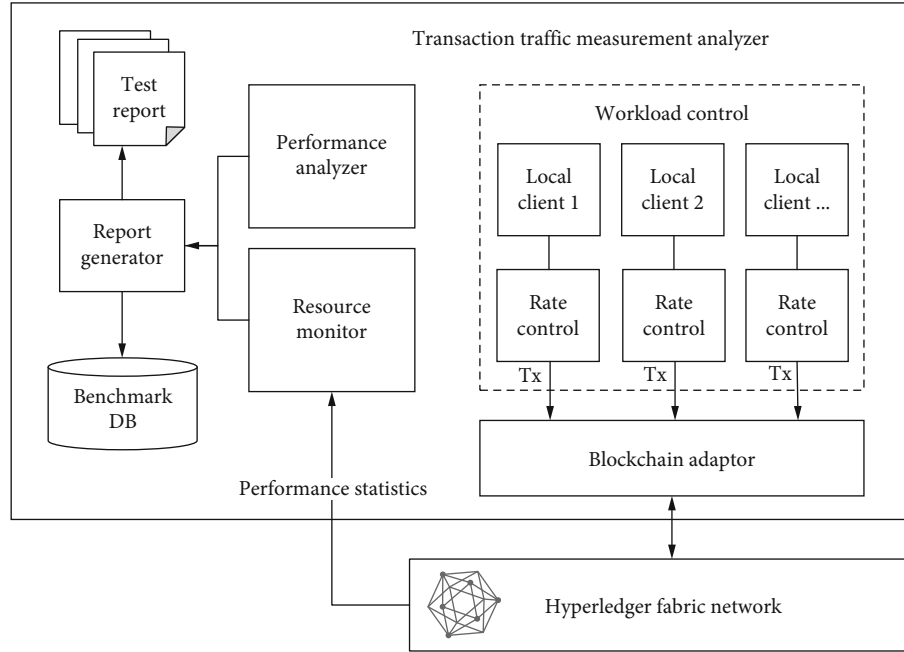 Transaction traffic measurement analyzer
Test
report
Performance
analyzer
Report
generator
Resource
monitor
Benchmark
DB
Performance statistics
Workload control
Local
client 1
Local
client 2
Local
client ...
Rate
control
Rate
control
Rate
control
Tx
Tx
Tx
Blockchain adaptor
Hyperledger fabric network